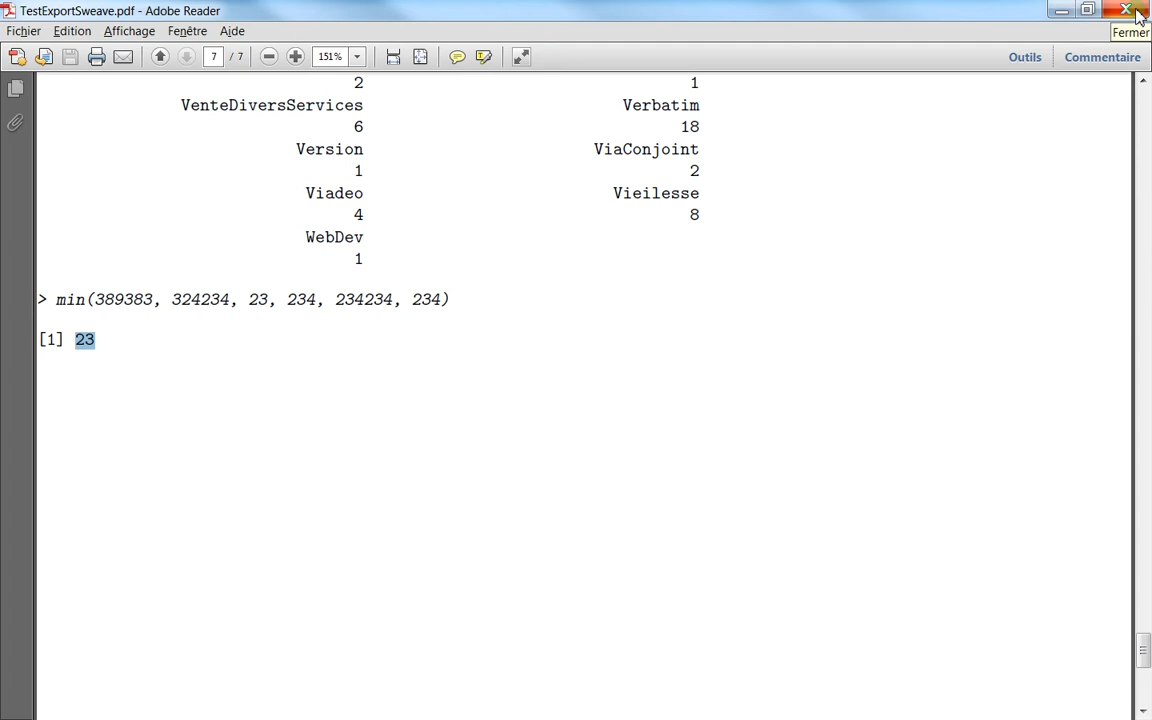 TestExportSweave.pdf - Adobe Reader
Fermer
Fichier Edition Affichage Fenêtre Aide
7 / 7 151% Outils Commentaire
2 1
VenteDiversServices Verbatim
6 18
Version ViaConjoint
1 2
Viadeo Vieilesse
4 8
WebDev
1
> min(389383, 324234, 23, 234, 234234, 234)
[1] 23